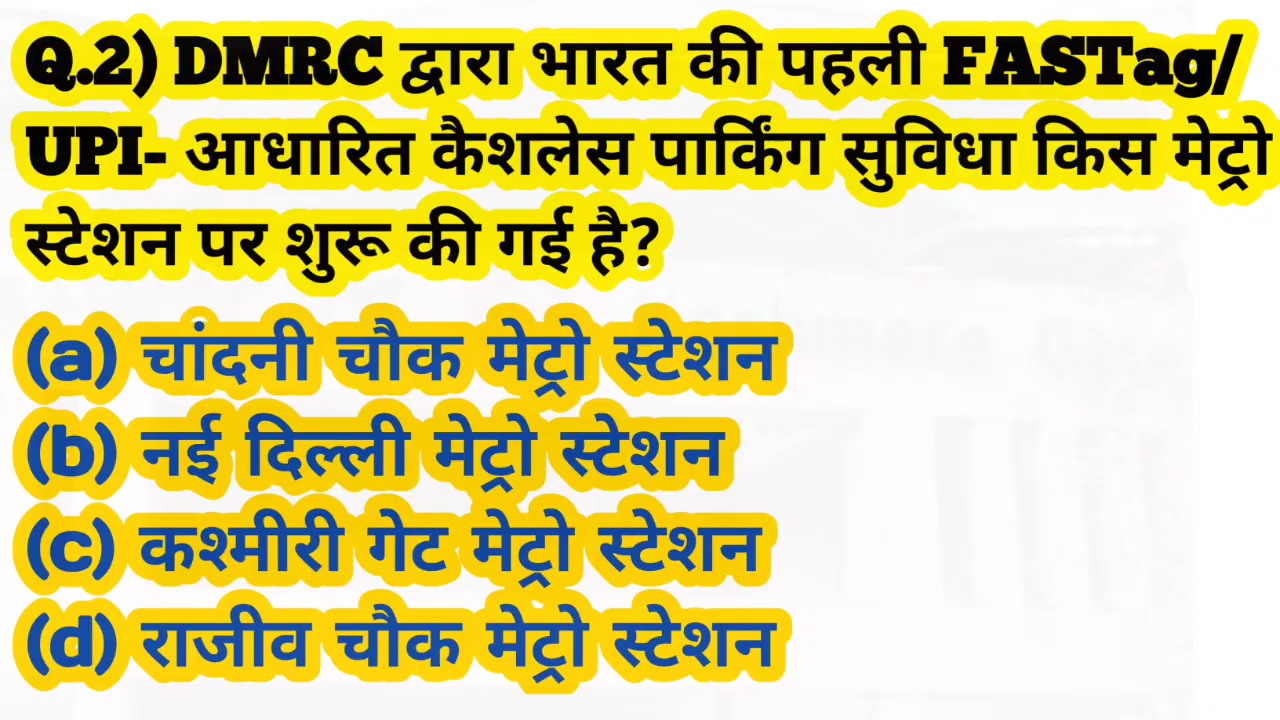 Q.2) DMRC द्वारा भारत की पहली FASTag/
UPI- आधारित कैशलेस पार्किंग सुविधा किस मेट्रो
स्टेशन पर शुरू की गई है?
(a) चांदनी चौक मेट्रो स्टेशन
(b) नई दिल्ली मेट्रो स्टेशन
(c) कश्मीरी गेट मेट्रो स्टेशन
(d) राजीव चौक मेट्रो स्टेशन